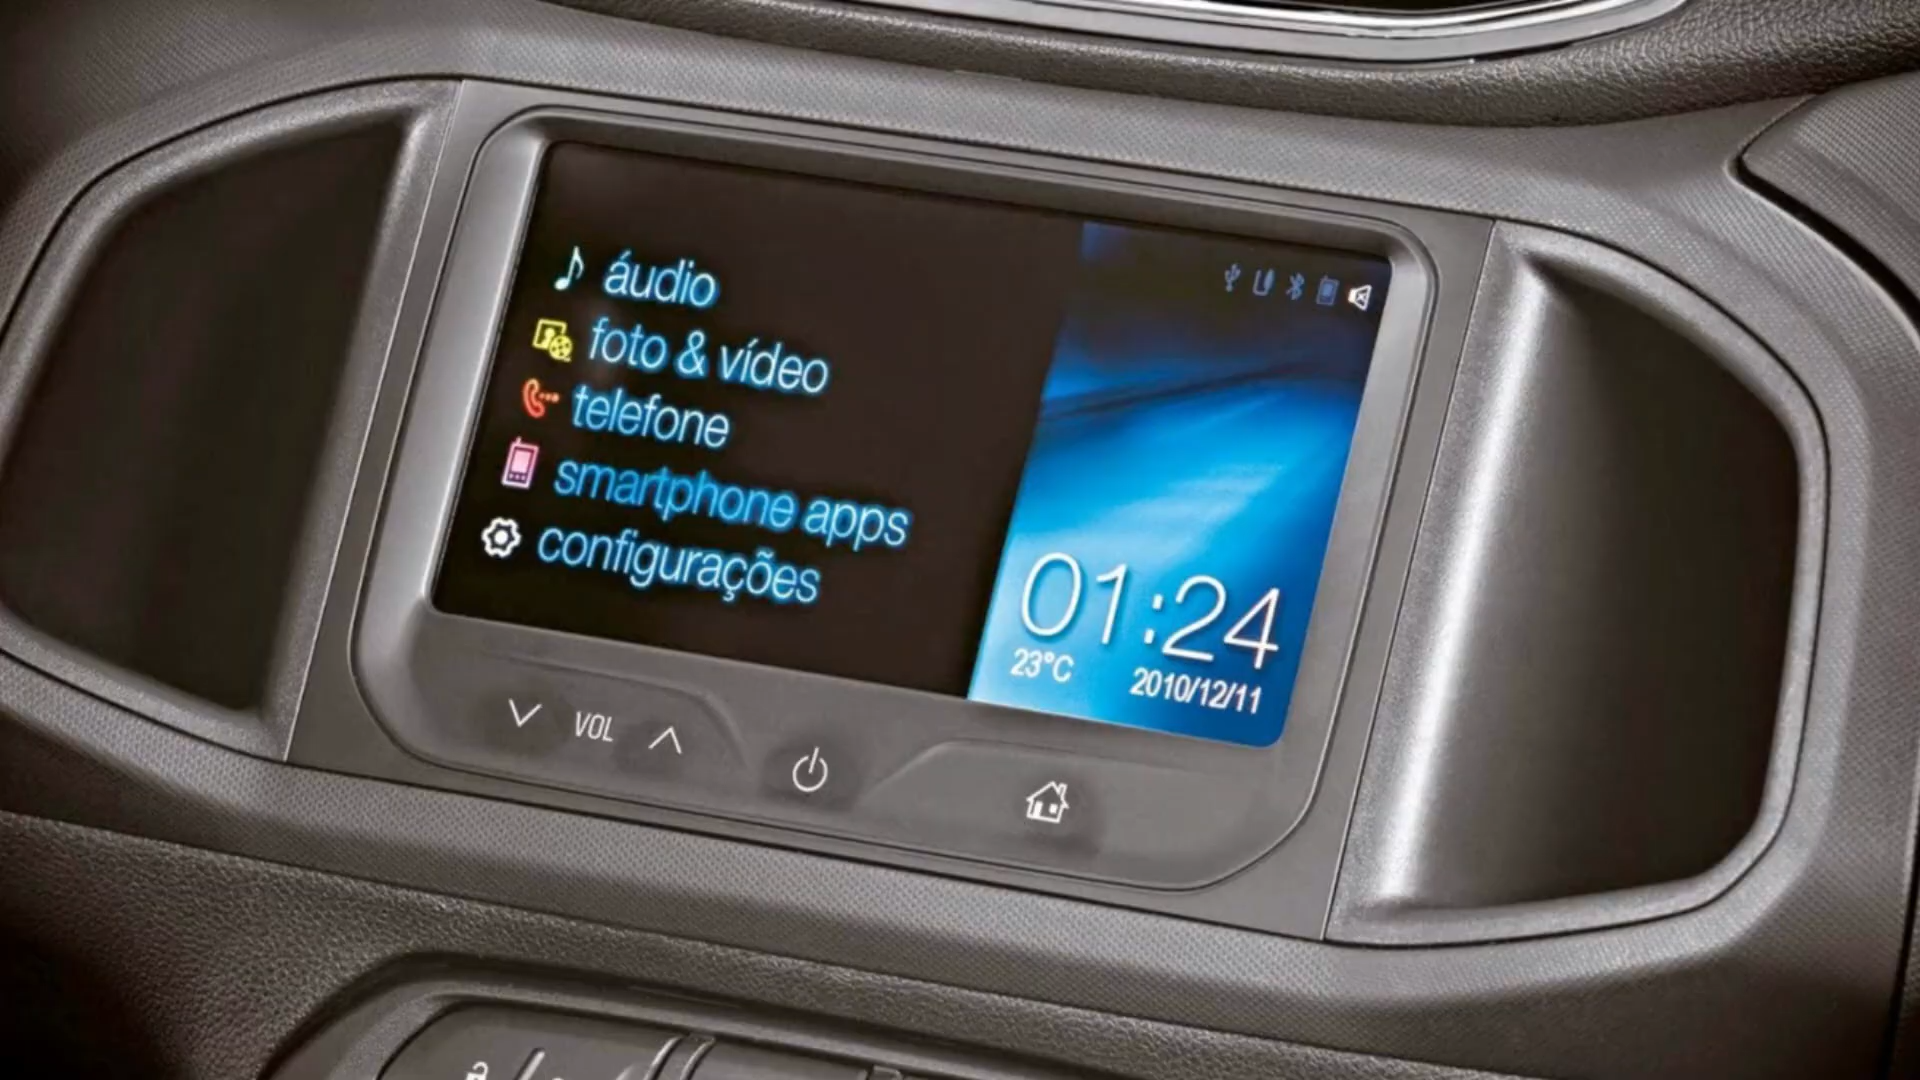 áudio
foto & vídeo
telefone
smartphone apps
configurações
01:24
23°C 2010/12/11
VOL